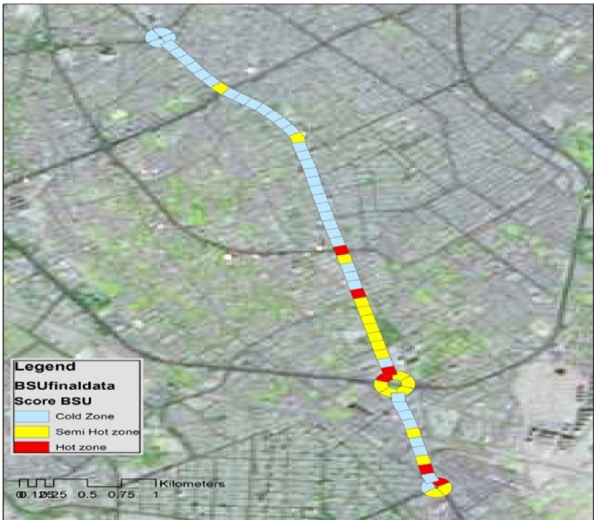 Legend
BSUfinaldata
Score BSU
Cold Zone
Semi Hot zone
Hot zone
Kilometers
0.5 0.75 1